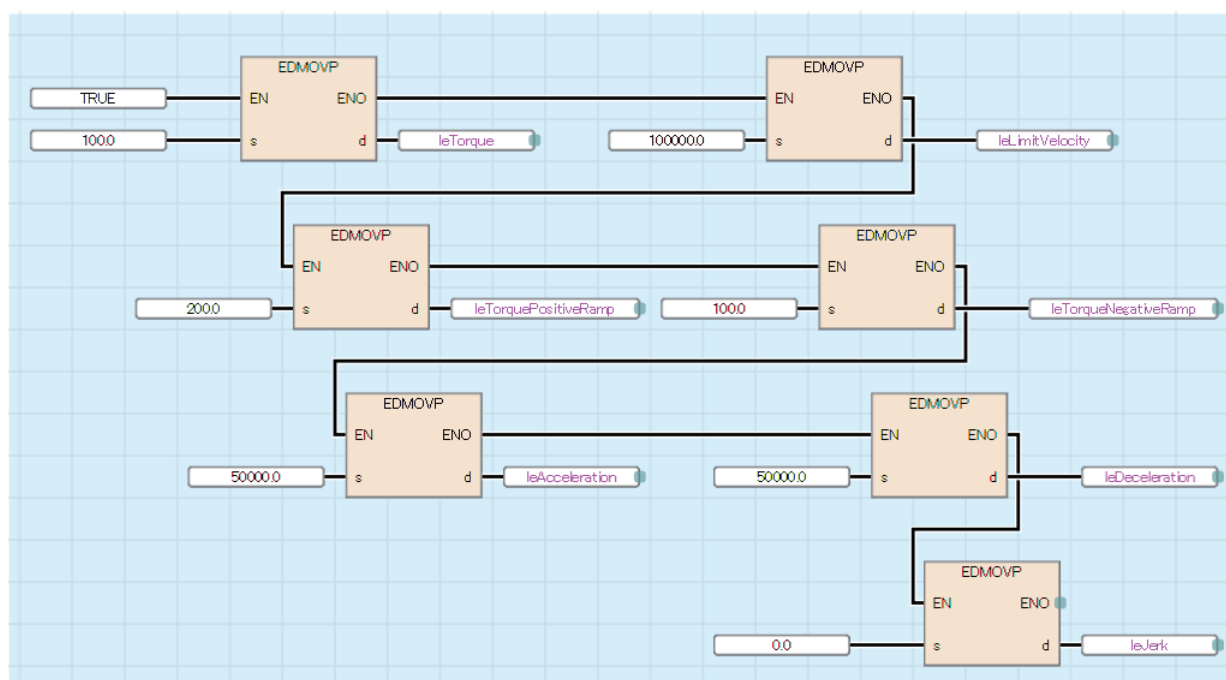 EDMOVP EDMOVP
TRUE EN ENO EN ENO
100.0 s d leTorque 100000.0 s d leLimitVelocity
EDMOVP EDMOVP
EN ENO EN ENO
200.0 s d leTorquePositiveRamp 100.0 s d leTorqueNegativeRamp
EDMOVP EDMOVP
EN ENO EN ENO
50000.0 s d leAcceleration 50000.0 s d leDeceleration
EDMOVP
EN ENO
0.0 s d leJerk